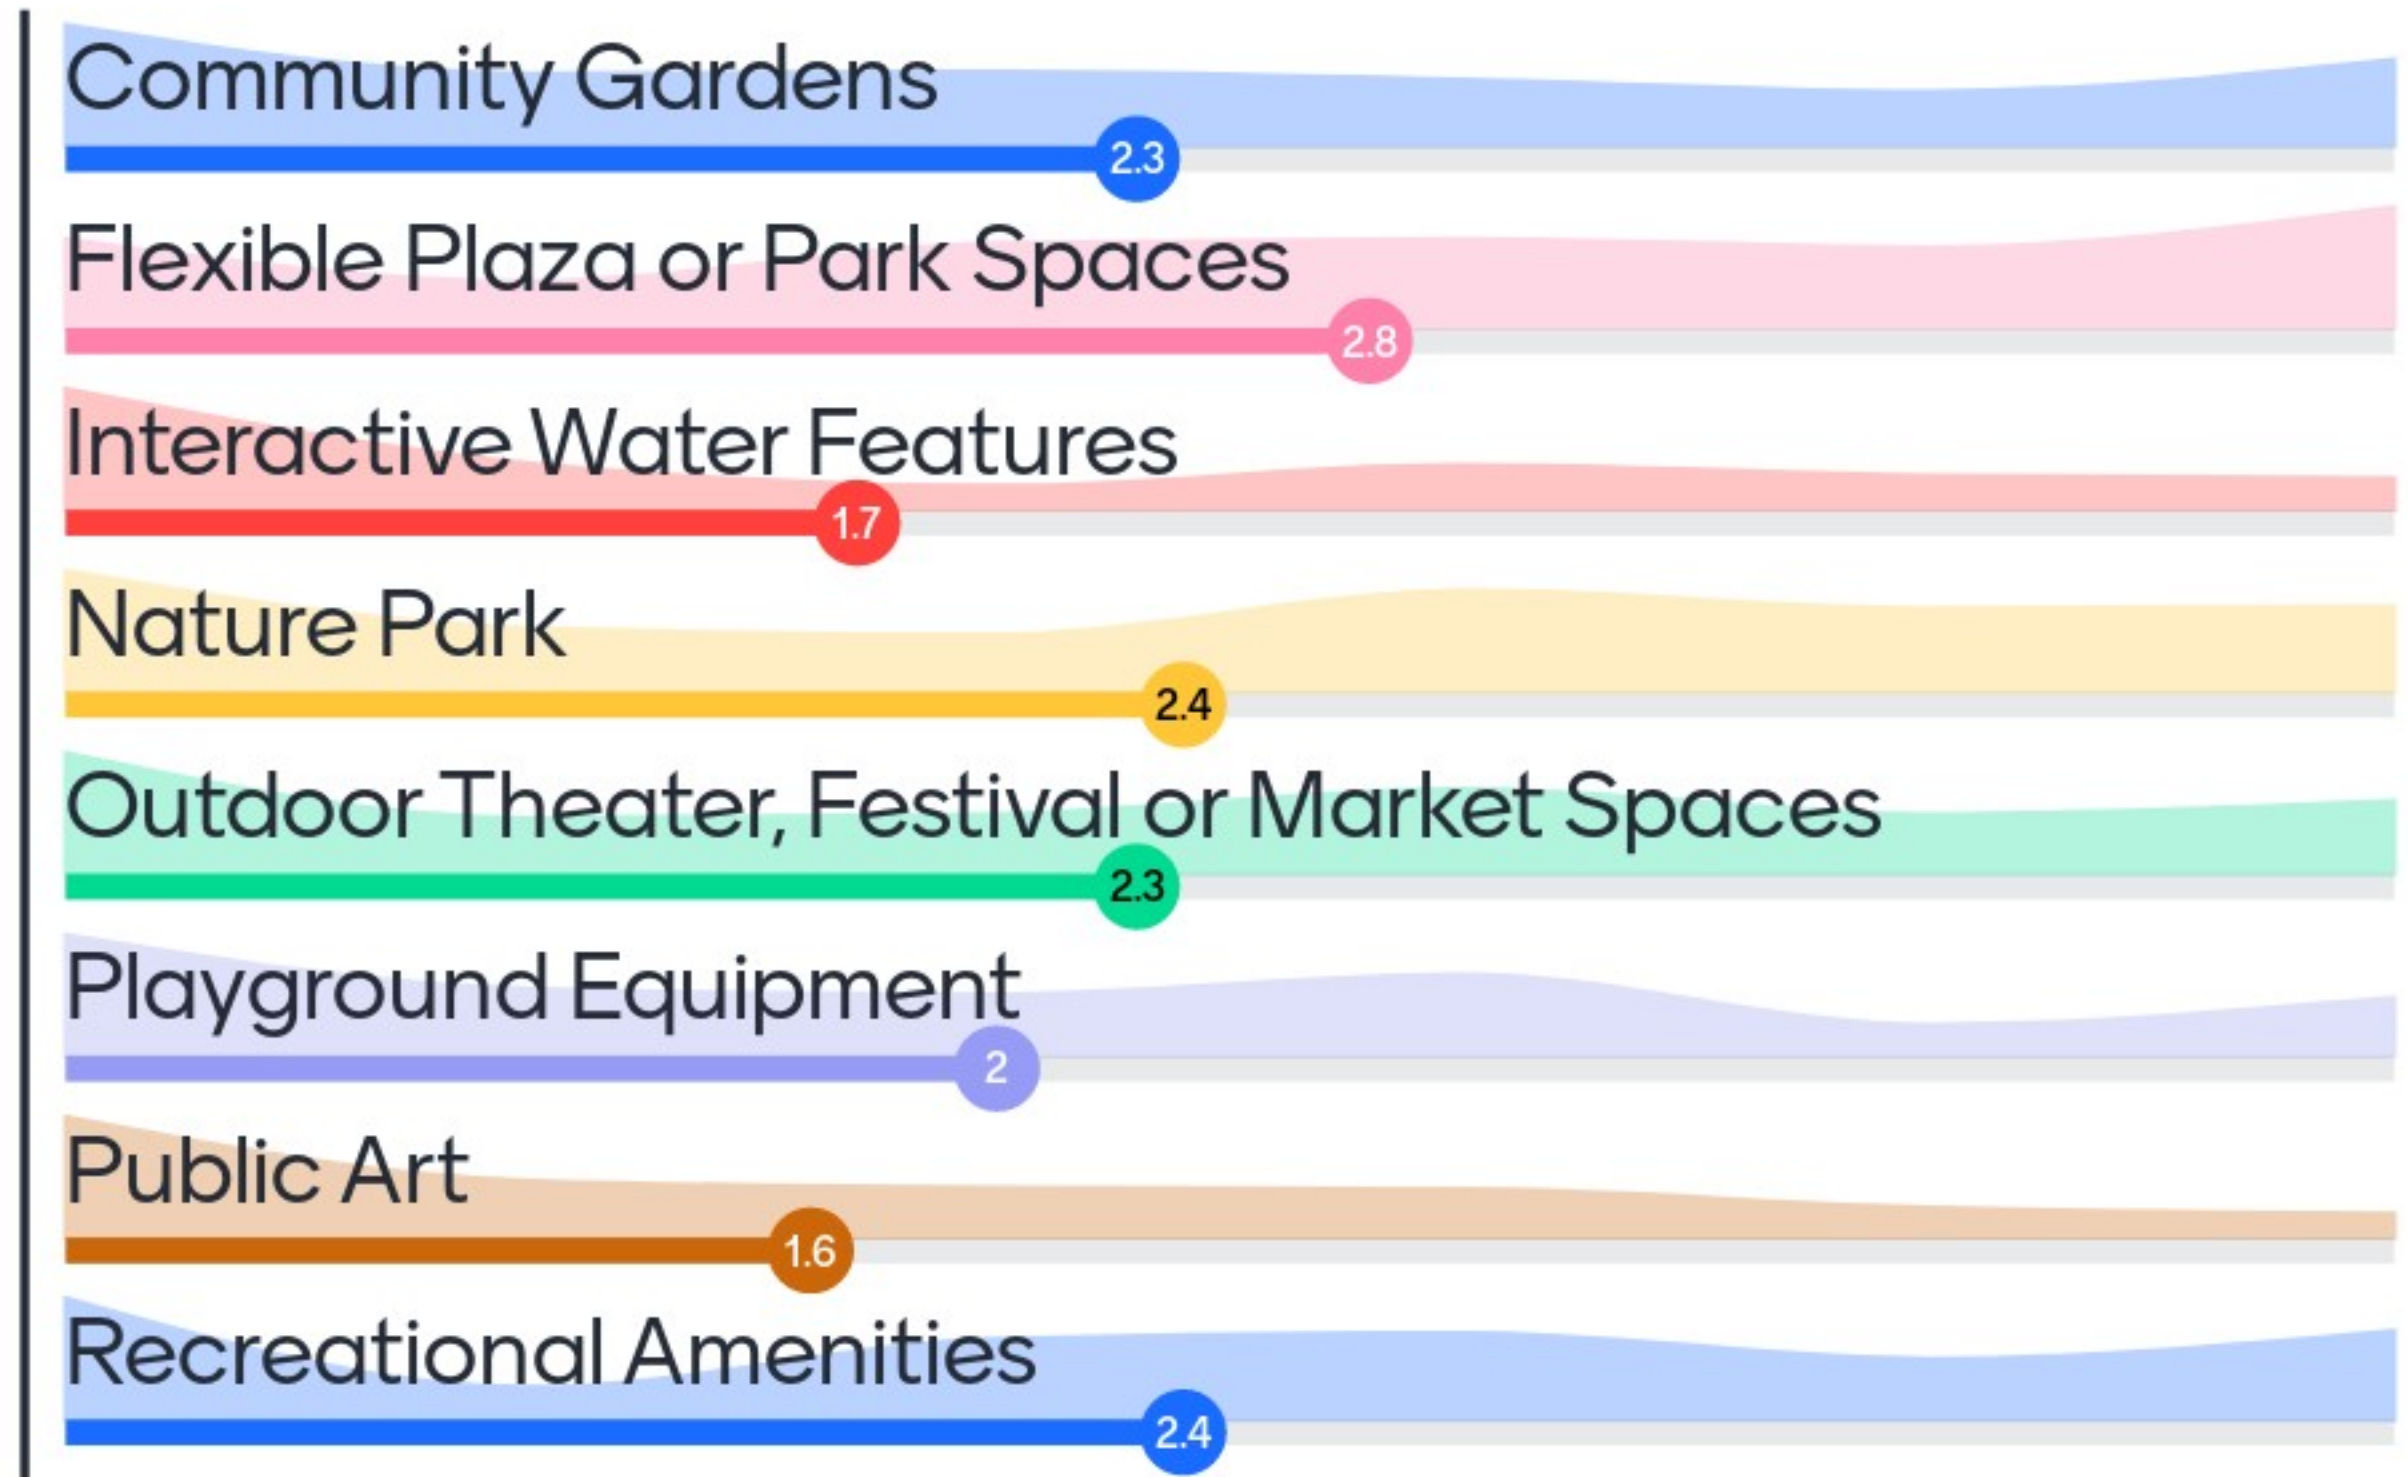 Community Gardens
2.3
Flexible Plaza or Park Spaces
2.8
Interactive Water Features
1.7
Nature Park
2.4
Outdoor Theater, Festival or Market Spaces
2.3
Playground Equipment
2
Public Art
1.6
Recreational Amenities
2.4